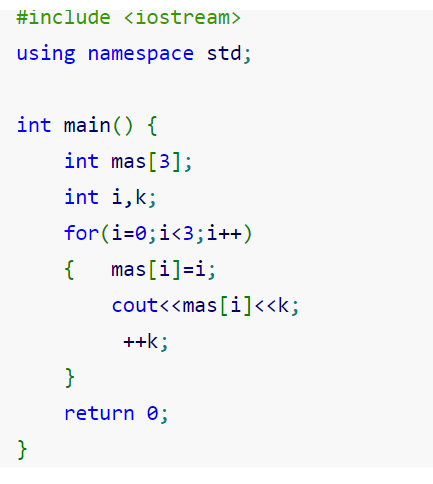 #include <iostream>
using namespace std;
int main() {
int mas[3];
int i,k;
for(i=0;i<3;i++)
{   mas[i]=i;
cout<<mas[i]<<k;
++k;
}
return 0;
}